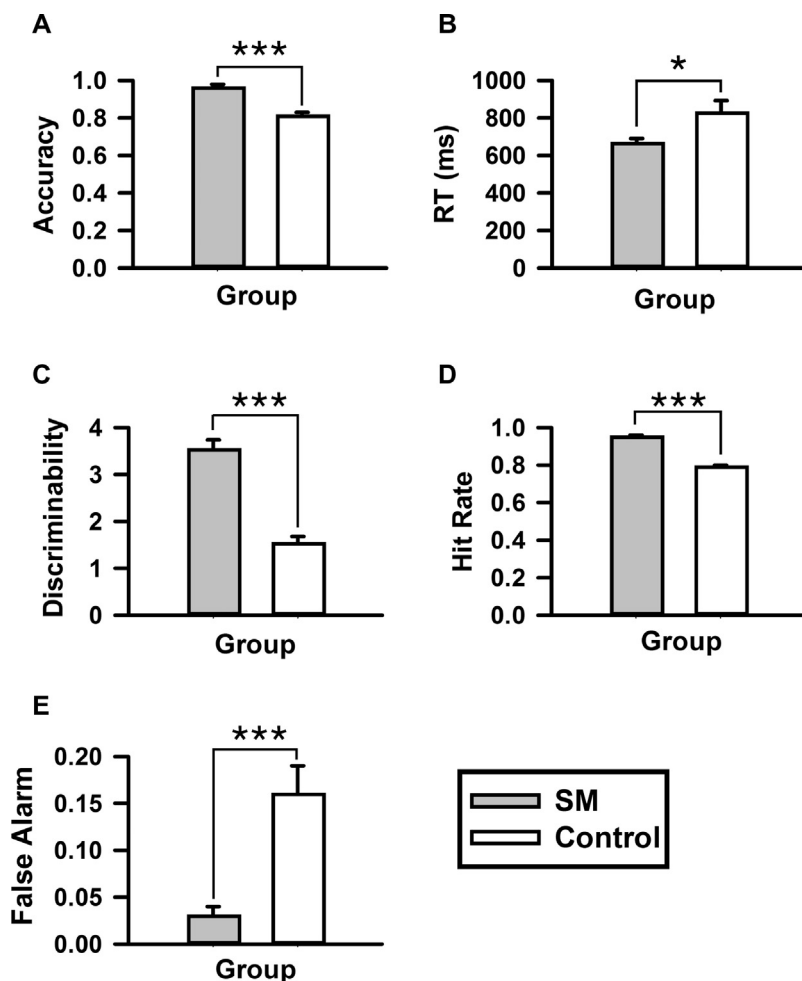 A
***
Accuracy
1.0
0.8
0.6
0.4
0.2
0.0
Group
B
*
RT (ms)
1000
800
600
400
200
0
Group
C
***
Discriminability
4
3
2
1
0
Group
D
***
Hit Rate
1.0
0.8
0.6
0.4
0.2
0.0
Group
E
***
False Alarm
0.20
0.15
0.10
0.05
0.00
Group
SM
Control